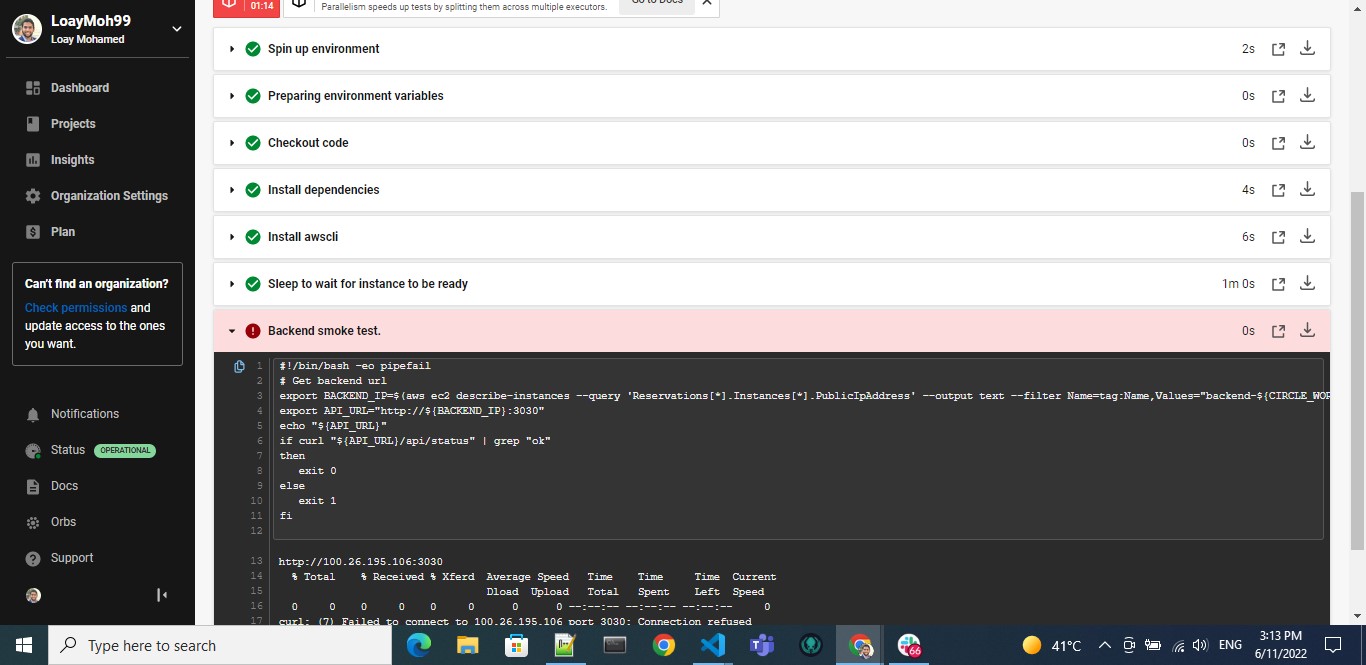 LoayMoh99
Loay Mohamed
Dashboard
Projects
Insights
Organization Settings
Plan
Can't find an organization?
Check permissions and
update access to the ones
you want.
Notifications
Status OPERATIONAL
Docs
Orbs
Support
01:14
Parallelism speeds up tests by splitting them across multiple executors.
Go to Docs
Spin up environment 2s
Preparing environment variables 0s
Checkout code 0s
Install dependencies 4s
Install awscli 6s
Sleep to wait for instance to be ready 1m 0s
Backend smoke test. 0s
1 #!/bin/bash -eo pipefail
2 # Get backend url
3 export BACKEND_IP=$(aws ec2 describe-instances --query 'Reservations[*].Instances[*].PublicIpAddress' --output text --filter Name=tag:Name,Values="backend-${CIRCLE_WOR
4 export API_URL="http://${BACKEND_IP}:3030"
5 echo "${API_URL}"
6 if curl "${API_URL}/api/status" | grep "ok"
7 then
8 exit 0
9 else
10 exit 1
11 fi
12
13 http://100.26.195.106:3030
14 % Total % Received % Xferd Average Speed Time Time Time Current
15 Dload Upload Total Spent Left Speed
16 0 0 0 0 0 0 0 0 --:--:-- --:--:-- --:--:-- 0
17 curl: (7) Failed to connect to 100.26.195.106 port 3030: Connection refused
Type here to search
66
41°C
ENG
3:13 PM
6/11/2022